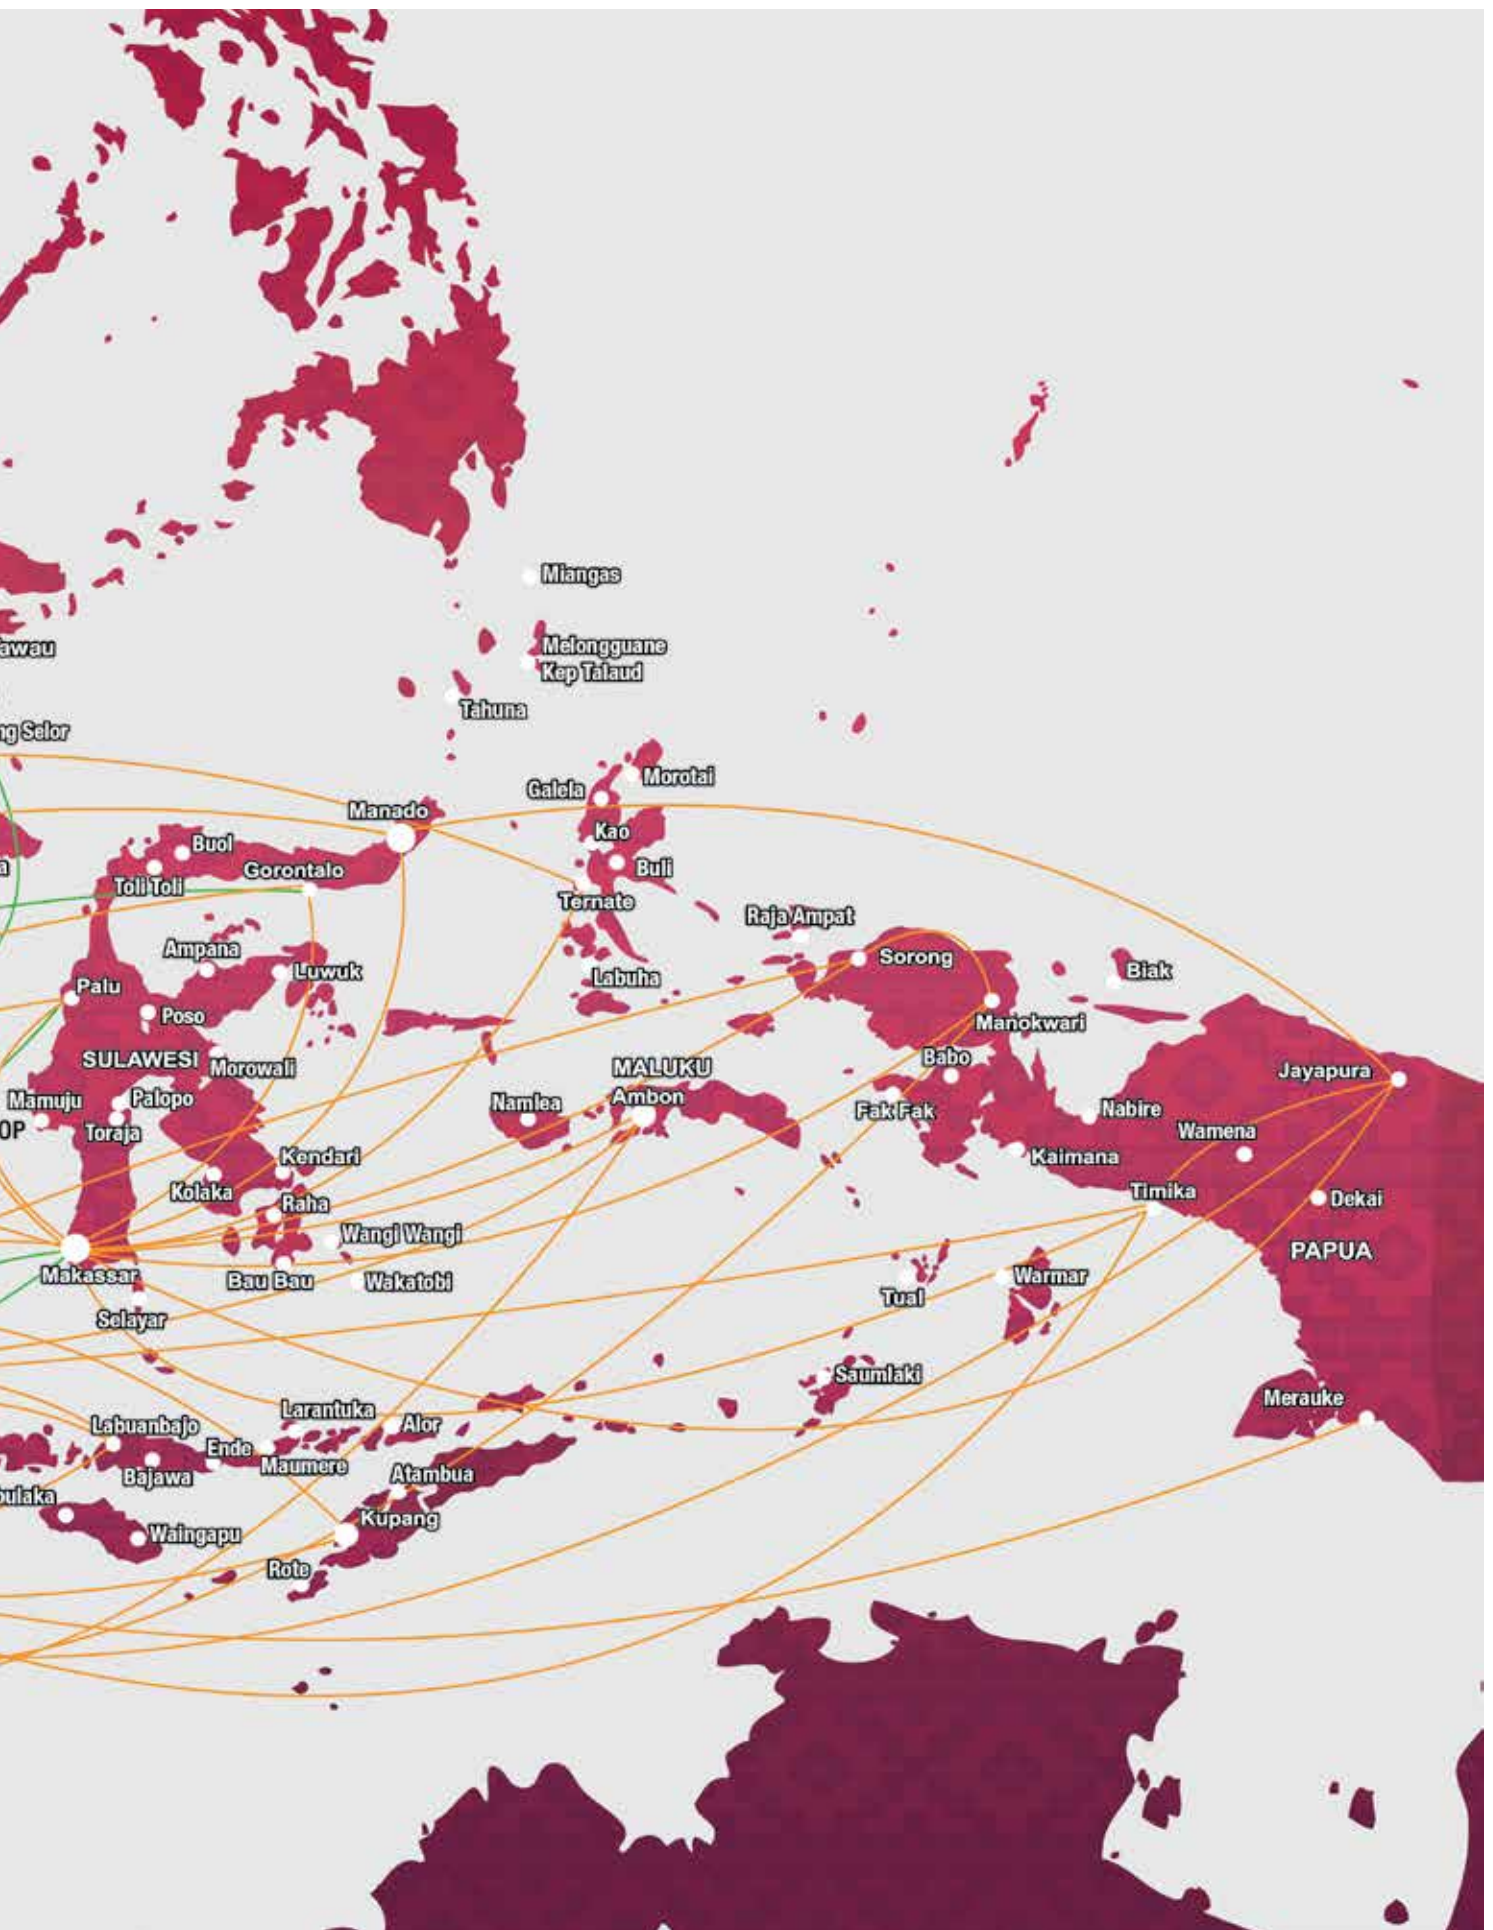 Miangas
awau
Melongguane
Kep Talaud
Tahuna
ng Selor
Morotai
Galela
Manado
Kao
Buol
Buli
a
Gorontalo
Toli Toli
Ternate
Raja Ampat
Ampana
Sorong
Luwuk
Biak
Labuha
Palu
Poso
Manokwari
SULAWESI
Morowali
MALUKU
Babo
Jayapura
Mamuju
Palopo
Namlea
Ambon
Fak Fak
Nabire
OP
Toraja
Wamena
Kendari
Kaimana
Kolaka
Timika
Raha
Dekai
Wangi Wangi
PAPUA
Makassar
Bau Bau
Wakatobi
Warmar
Tual
Selayar
Saumlaki
Merauke
Larantuka
Labuanbajo
Alor
Ende
Maumere
Bajawa
Atambua
bulaka
Kupang
Waingapu
Rote